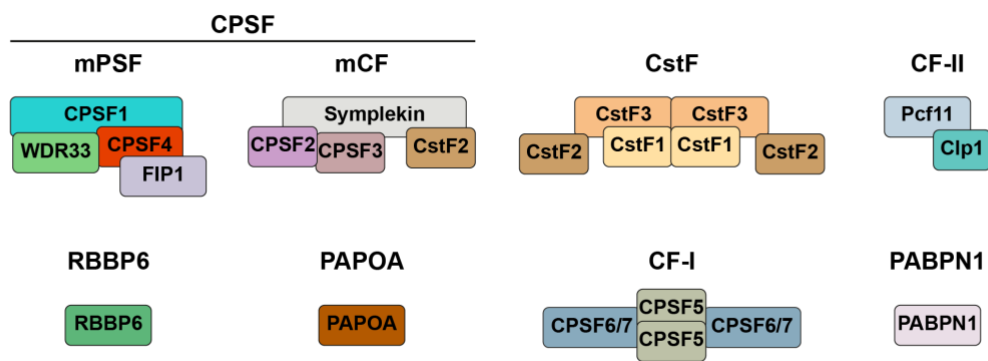 CPSF
mPSF mCF CstF CF-II
CPSF1 Symplekin CstF3 CstF3 Pcf11
WDR33 CPSF4 CPSF2 CPSF3 CstF2 CstF2 CstF1 CstF1 CstF2 Clp1
FIP1
RBBP6 PAPOA CF-I PABPN1
CPSF5
RBBP6 PAPOA CPSF6/7 CPSF6/7 PABPN1
CPSF5